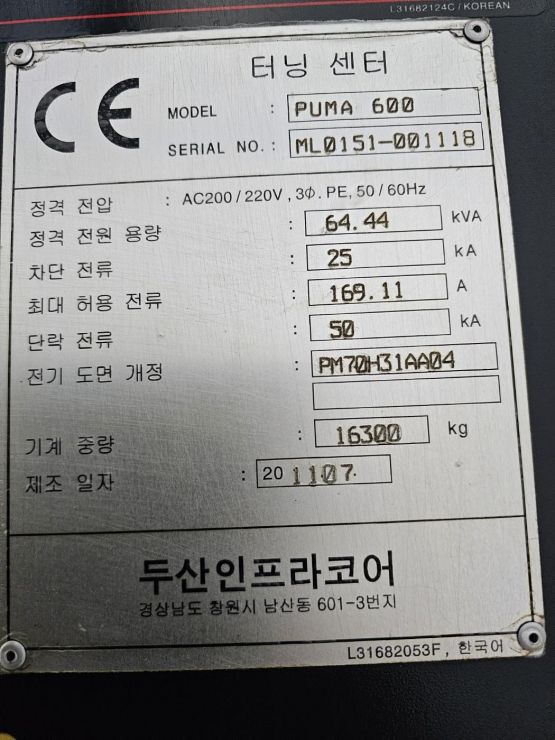 L31682124C / KOREAN
터닝 센터
CE
MODEL : PUMA 600
SERIAL NO. : ML0151-001118
정격 전압 : AC200 / 220V , 3Φ. PE, 50 / 60Hz
정격 전원 용량 : 64.44 kVA
차단 전류 : 25 kA
최대 허용 전류 : 169.11 A
단락 전류 : 50 kA
전기 도면 개정 : PM70H31AA04
기계 중량 : 16300 kg
제조 일자 : 20 1107.
두산인프라코어
경상남도 창원시 남산동 601-3번지
L31682053F , 한국어